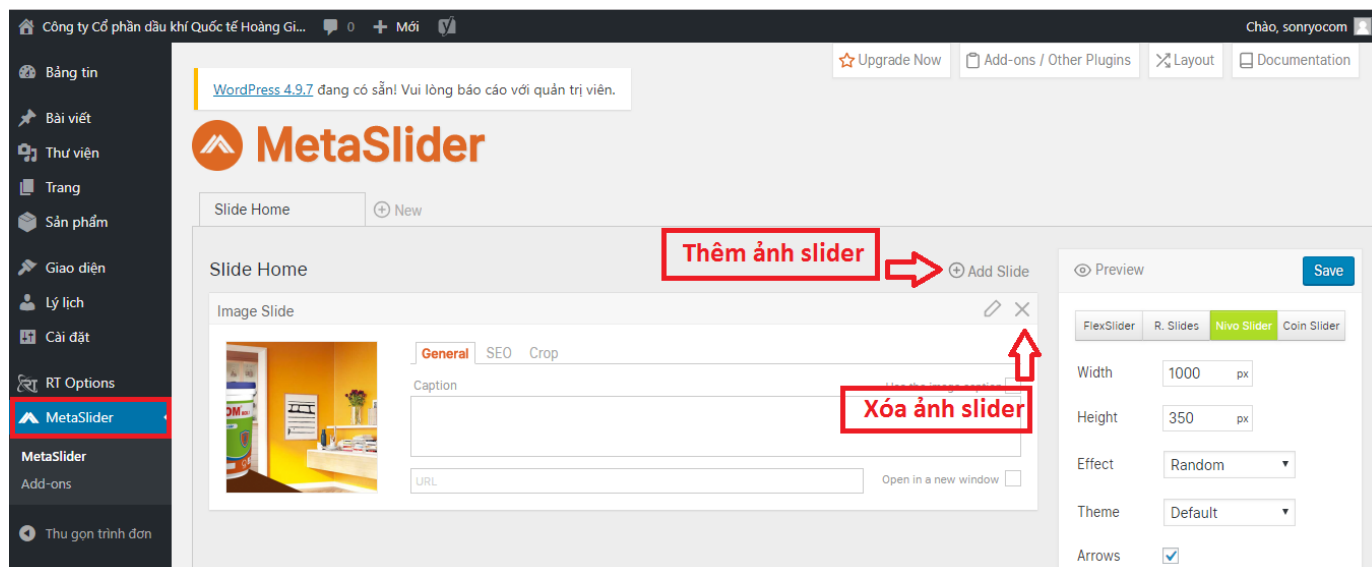 Công ty Cổ phần dầu khí Quốc tế Hoàng Gi... 0 + Mới
Chào, sonryocom
Bảng tin
Bài viết
Thư viện
Trang
Sản phẩm
Giao diện
Lý lịch
Cài đặt
RT Options
MetaSlider
MetaSlider
Add-ons
Thu gọn trình đơn
Upgrade Now
Add-ons / Other Plugins
Layout
Documentation
WordPress 4.9.7 đang có sẵn! Vui lòng báo cáo với quản trị viên.
MetaSlider
Slide Home
New
Slide Home
Thêm ảnh slider
Add Slide
Image Slide
General SEO Crop
Caption
Use the image caption
Xóa ảnh slider
URL
Open in a new window
Preview
Save
FlexSlider R. Slides Nivo Slider Coin Slider
Width 1000 px
Height 350 px
Effect Random
Theme Default
Arrows